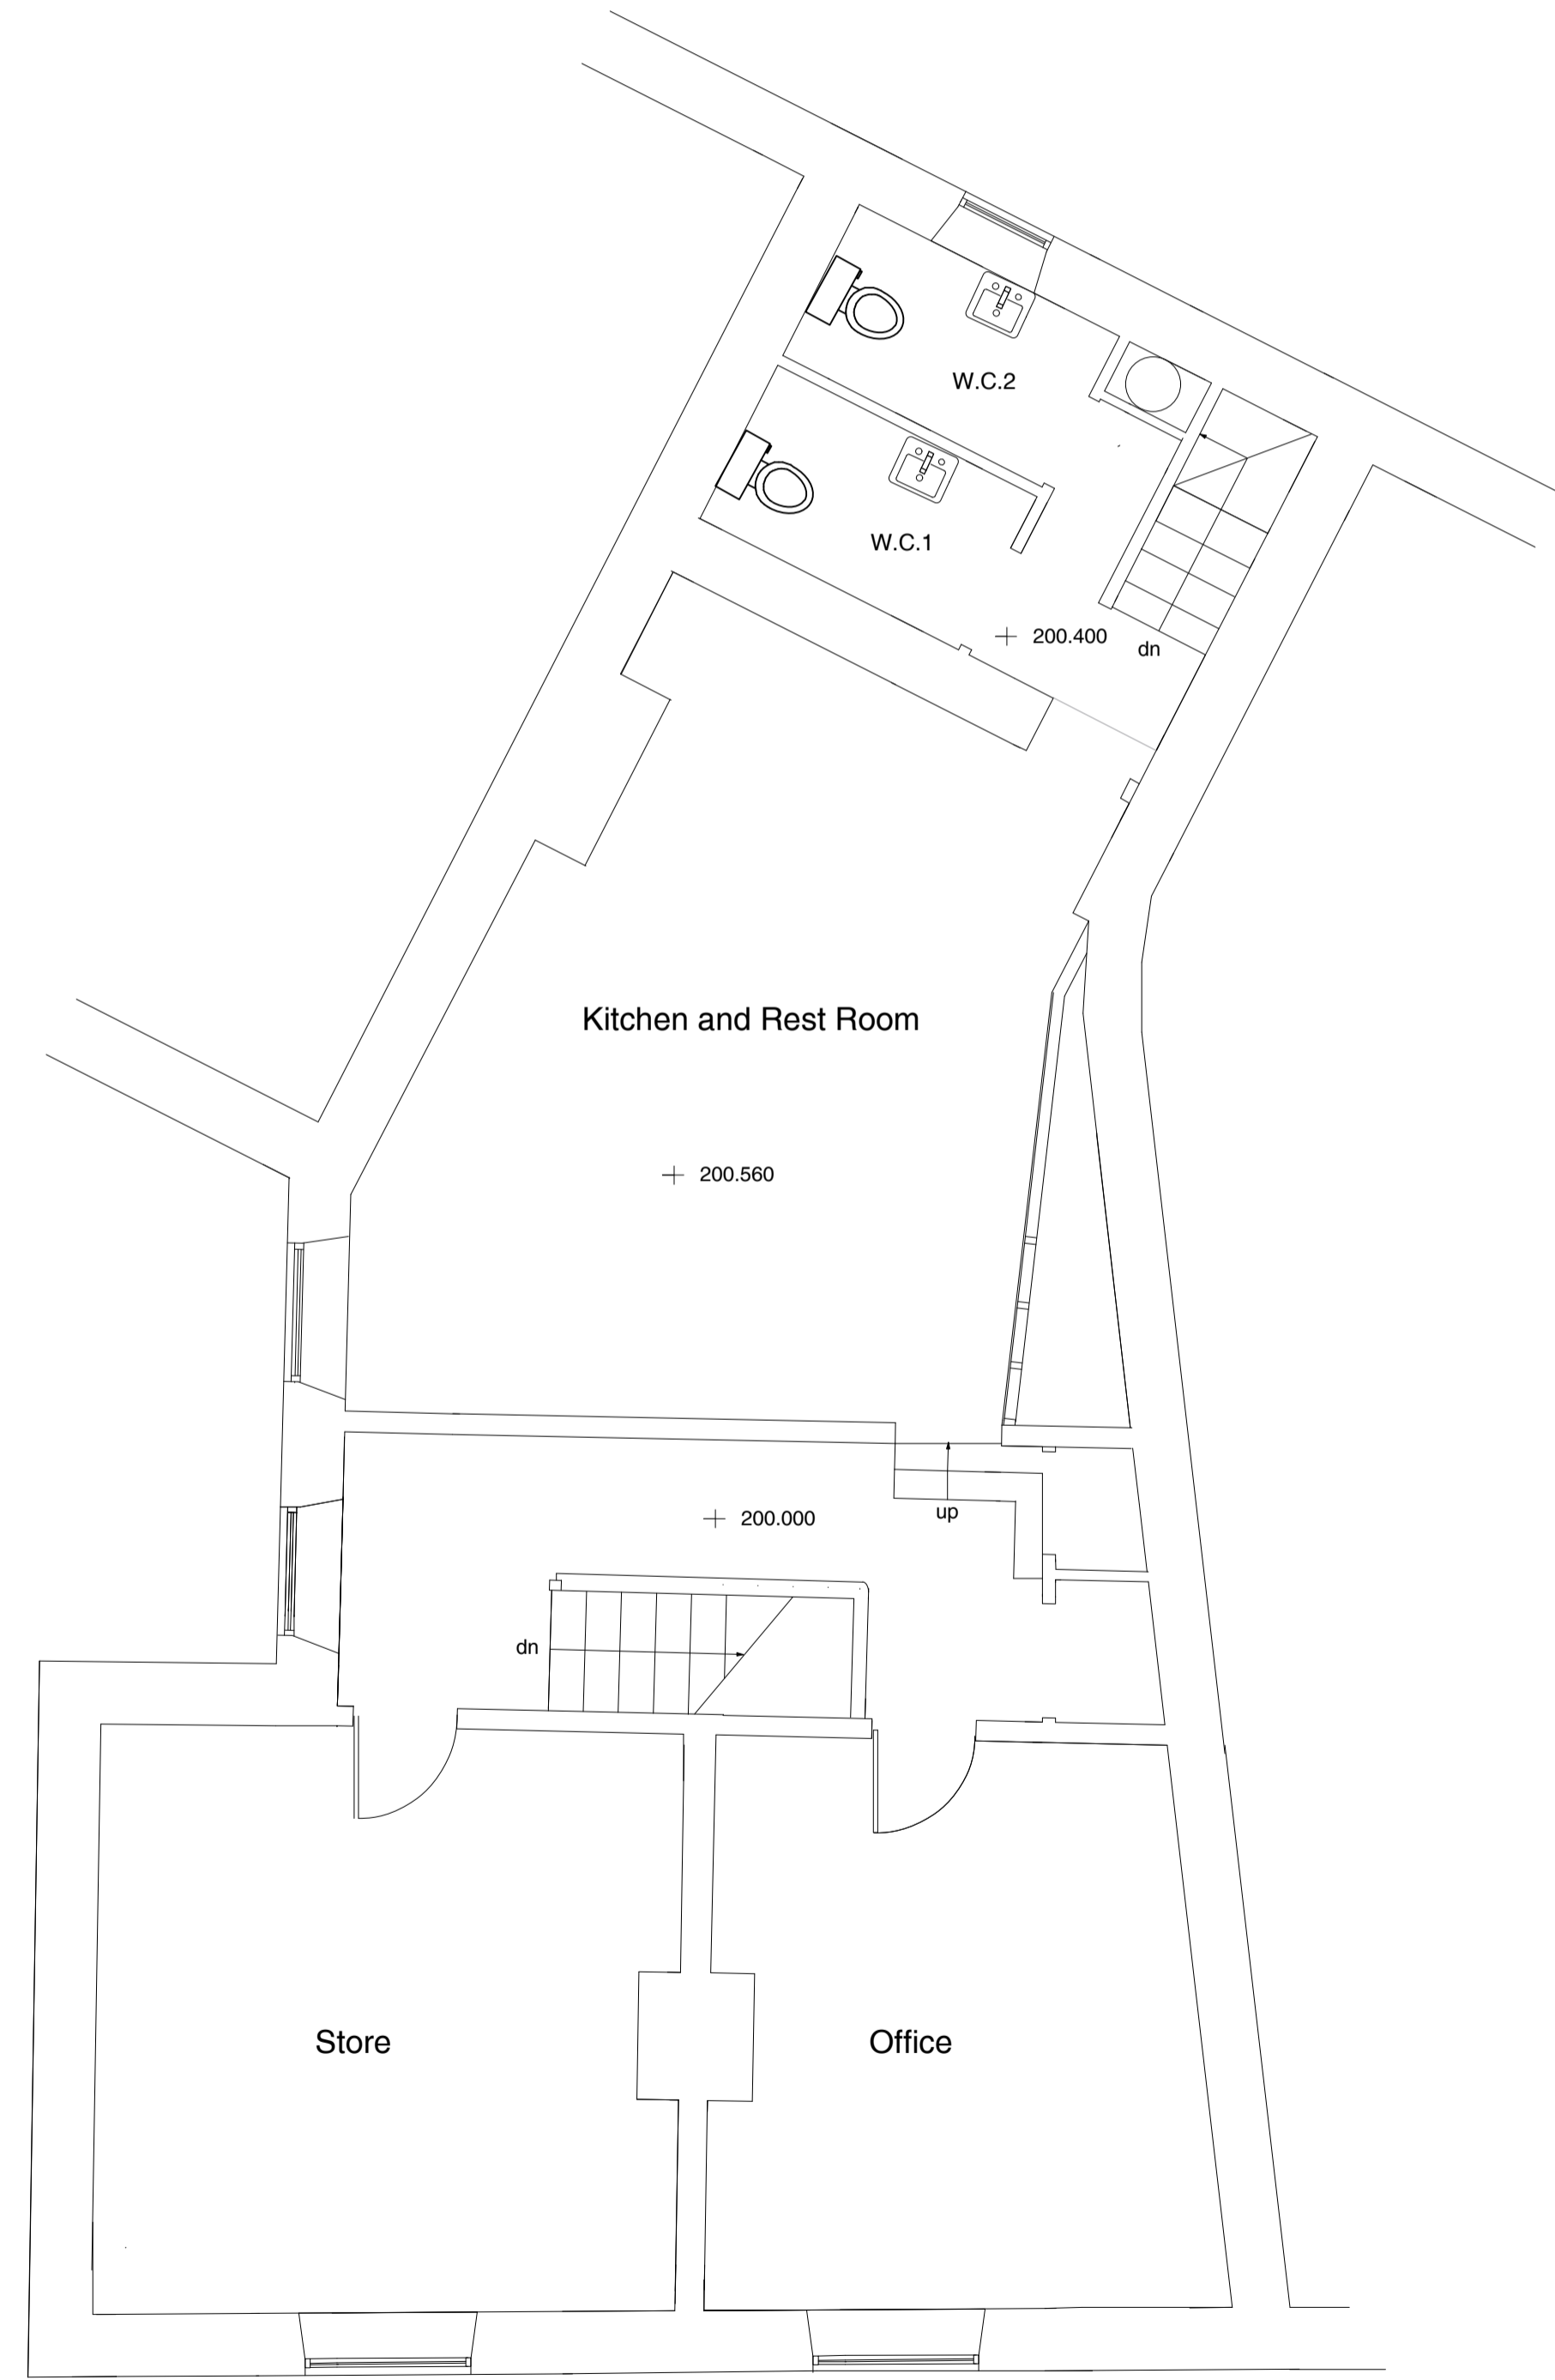 W.C.2
W.C.1
200.400
dn
Kitchen and Rest Room
200.560
200.000
up
dn
Store
Office